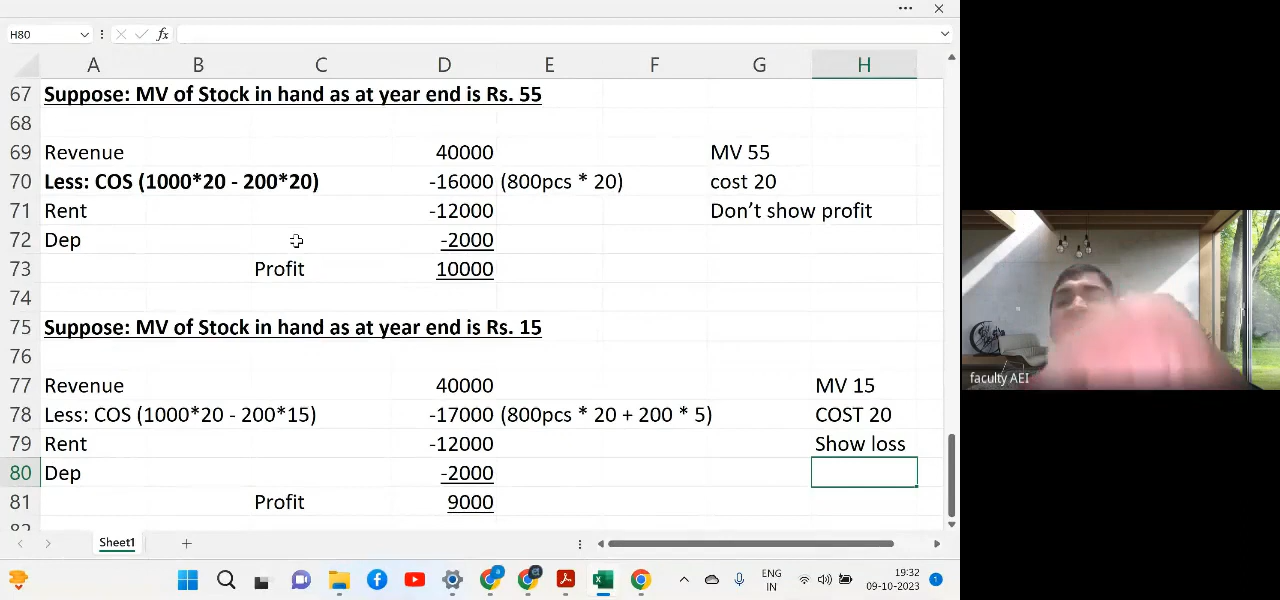 H80
fx
A B C D E F G H
67 Suppose: MV of Stock in hand as at year end is Rs. 55
68
69 Revenue 40000 MV 55
70 Less: COS (1000*20 - 200*20) -16000 (800pcs * 20) cost 20
71 Rent -12000 Don't show profit
72 Dep -2000
73 Profit 10000
74
75 Suppose: MV of Stock in hand as at year end is Rs. 15
76
77 Revenue 40000 MV 15
78 Less: COS (1000*20 - 200*15) -17000 (800pcs * 20 + 200 * 5) COST 20
79 Rent -12000 Show loss
80 Dep -2000
81 Profit 9000
82
faculty AEI
Sheet1
ENG 19:32
IN 09-10-2023 1